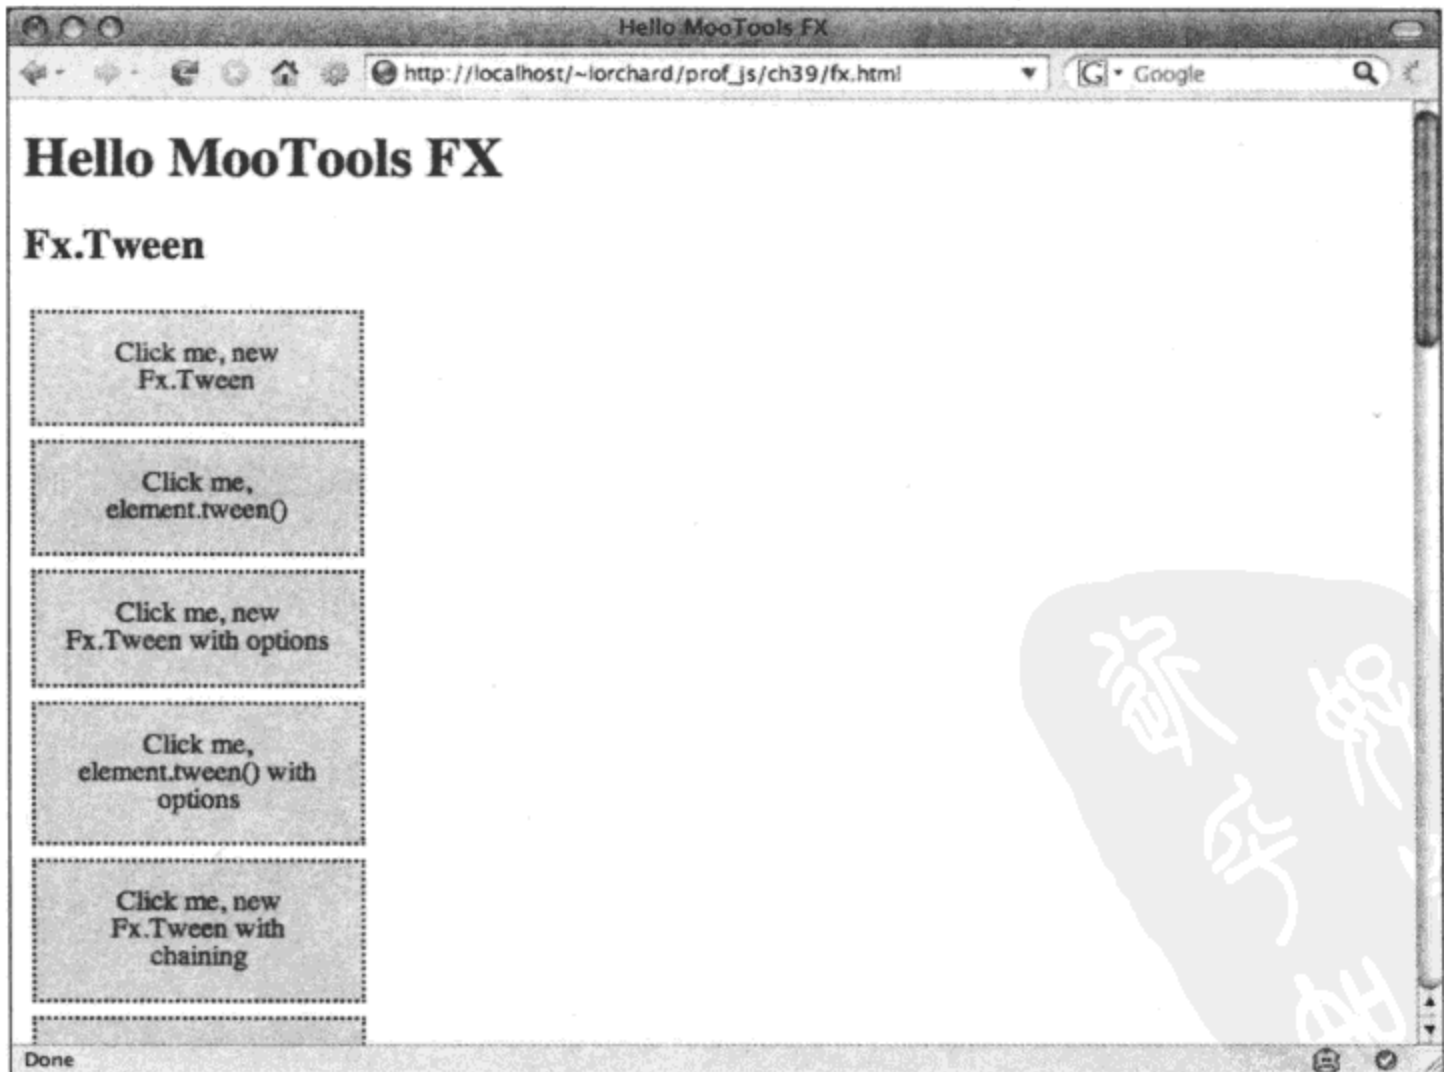 Hello MooTools FX
http://localhost/~lorchard/prof_js/ch39/fx.html
G
Google
Hello MooTools FX
Fx.Tween
Click me, new
Fx.Tween
Click me,
element.tween()
Click me, new
Fx.Tween with options
Click me,
element.tween() with
options
Click me, new
Fx.Tween with
chaining
Done